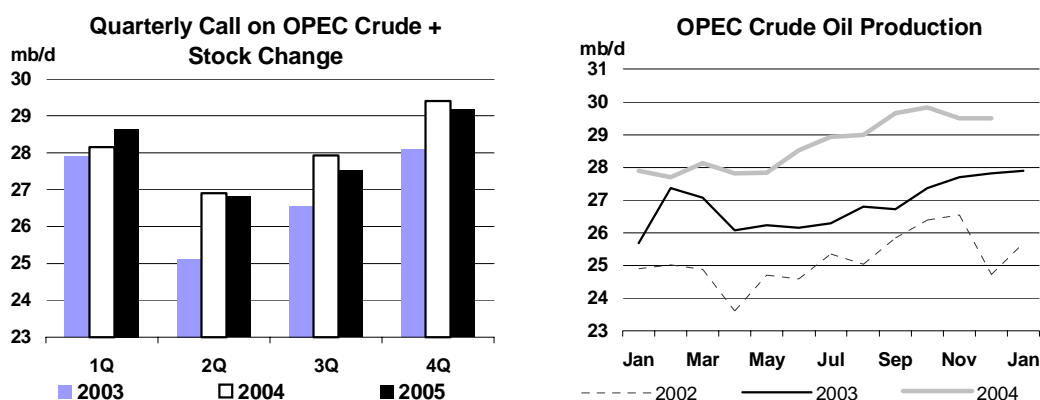 Quarterly Call on OPEC Crude +
Stock Change
mb/d
30
29
28
27
26
25
24
23
1Q 2Q 3Q 4Q
2003 2004 2005
OPEC Crude Oil Production
mb/d
31
30
29
28
27
26
25
24
23
Jan Mar May Jul Sep Nov Jan
2002 2003 2004